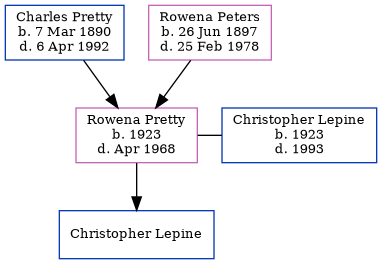 Charles Pretty
b. 7 Mar 1890
d. 6 Apr 1992
Rowena Peters
b. 26 Jun 1897
d. 25 Feb 1978
Rowena Pretty
b. 1923
d. Apr 1968
Christopher Lepine
b. 1923
d. 1993
Christopher Lepine